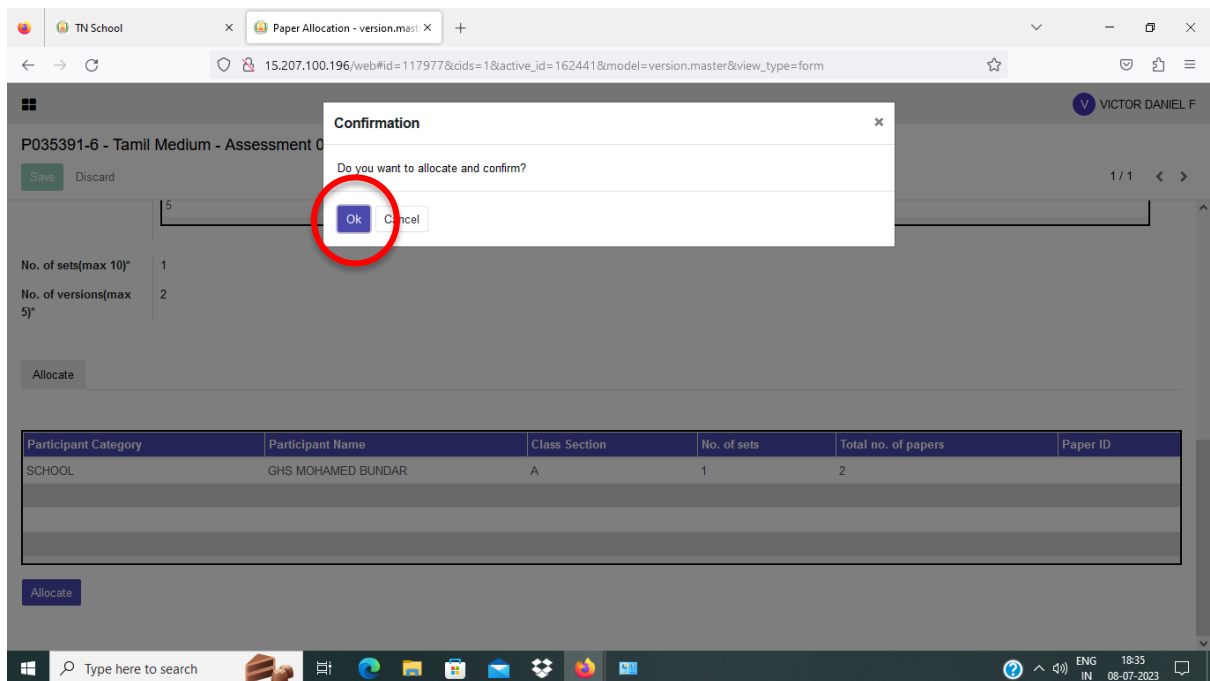 TN School
Paper Allocation - version.mast
15.207.100.196/web#id=117977&cids=1&active_id=162441&model=version.master&view_type=form
V VICTOR DANIEL F
Confirmation
P035391-6 - Tamil Medium - Assessment 0
Do you want to allocate and confirm?
Save Discard
1 / 1
5
Ok Cancel
No. of sets(max 10)* 1
No. of versions(max 2
5)*
Allocate
Participant Category Participant Name Class Section No. of sets Total no. of papers Paper ID
SCHOOL GHS MOHAMED BUNDAR A 1 2
Allocate
Type here to search
ENG 18:35
IN 08-07-2023